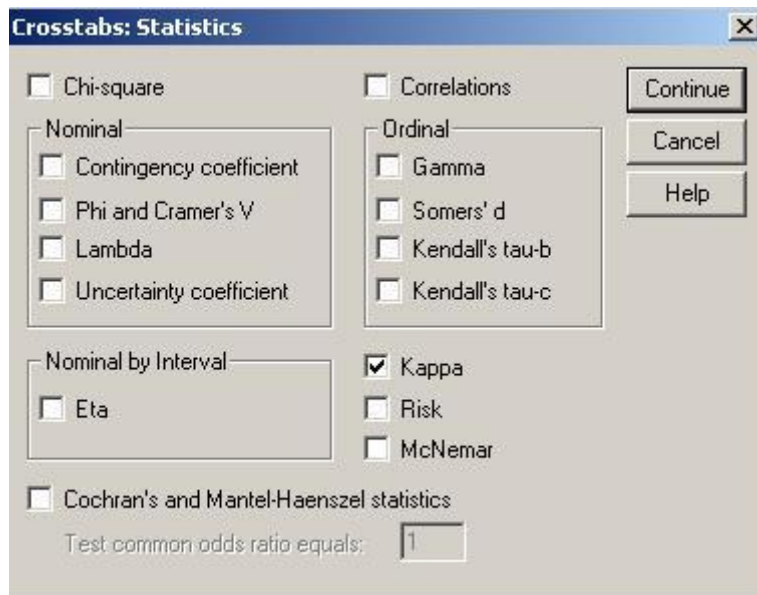 Crosstabs: Statistics
Chi-square
Correlations
Continue
Nominal
Contingency coefficient
Phi and Cramer's V
Lambda
Uncertainty coefficient
Ordinal
Gamma
Somers' d
Kendall's tau-b
Kendall's tau-c
Cancel
Help
Nominal by Interval
Eta
Kappa
Risk
McNemar
Cochran's and Mantel-Haenszel statistics
Test common odds ratio equals: 1